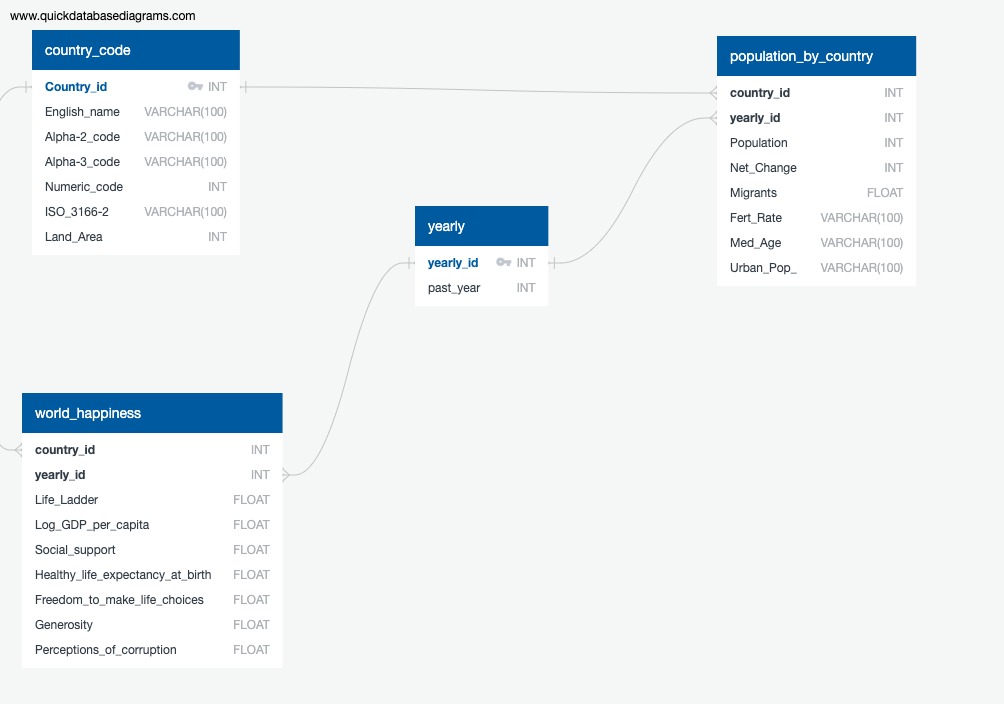 www.quickdatabasediagrams.com
country_code
Country_id INT
English_name VARCHAR(100)
Alpha-2_code VARCHAR(100)
Alpha-3_code VARCHAR(100)
Numeric_code INT
ISO_3166-2 VARCHAR(100)
Land_Area INT
population_by_country
country_id INT
yearly_id INT
Population INT
Net_Change INT
Migrants FLOAT
Fert_Rate VARCHAR(100)
Med_Age VARCHAR(100)
Urban_Pop_ VARCHAR(100)
yearly
yearly_id INT
past_year INT
world_happiness
country_id INT
yearly_id INT
Life_Ladder FLOAT
Log_GDP_per_capita FLOAT
Social_support FLOAT
Healthy_life_expectancy_at_birth FLOAT
Freedom_to_make_life_choices FLOAT
Generosity FLOAT
Perceptions_of_corruption FLOAT